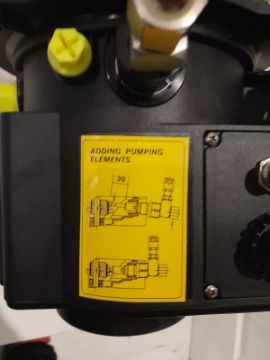 ADDING PUMPING
ELEMENTS
30